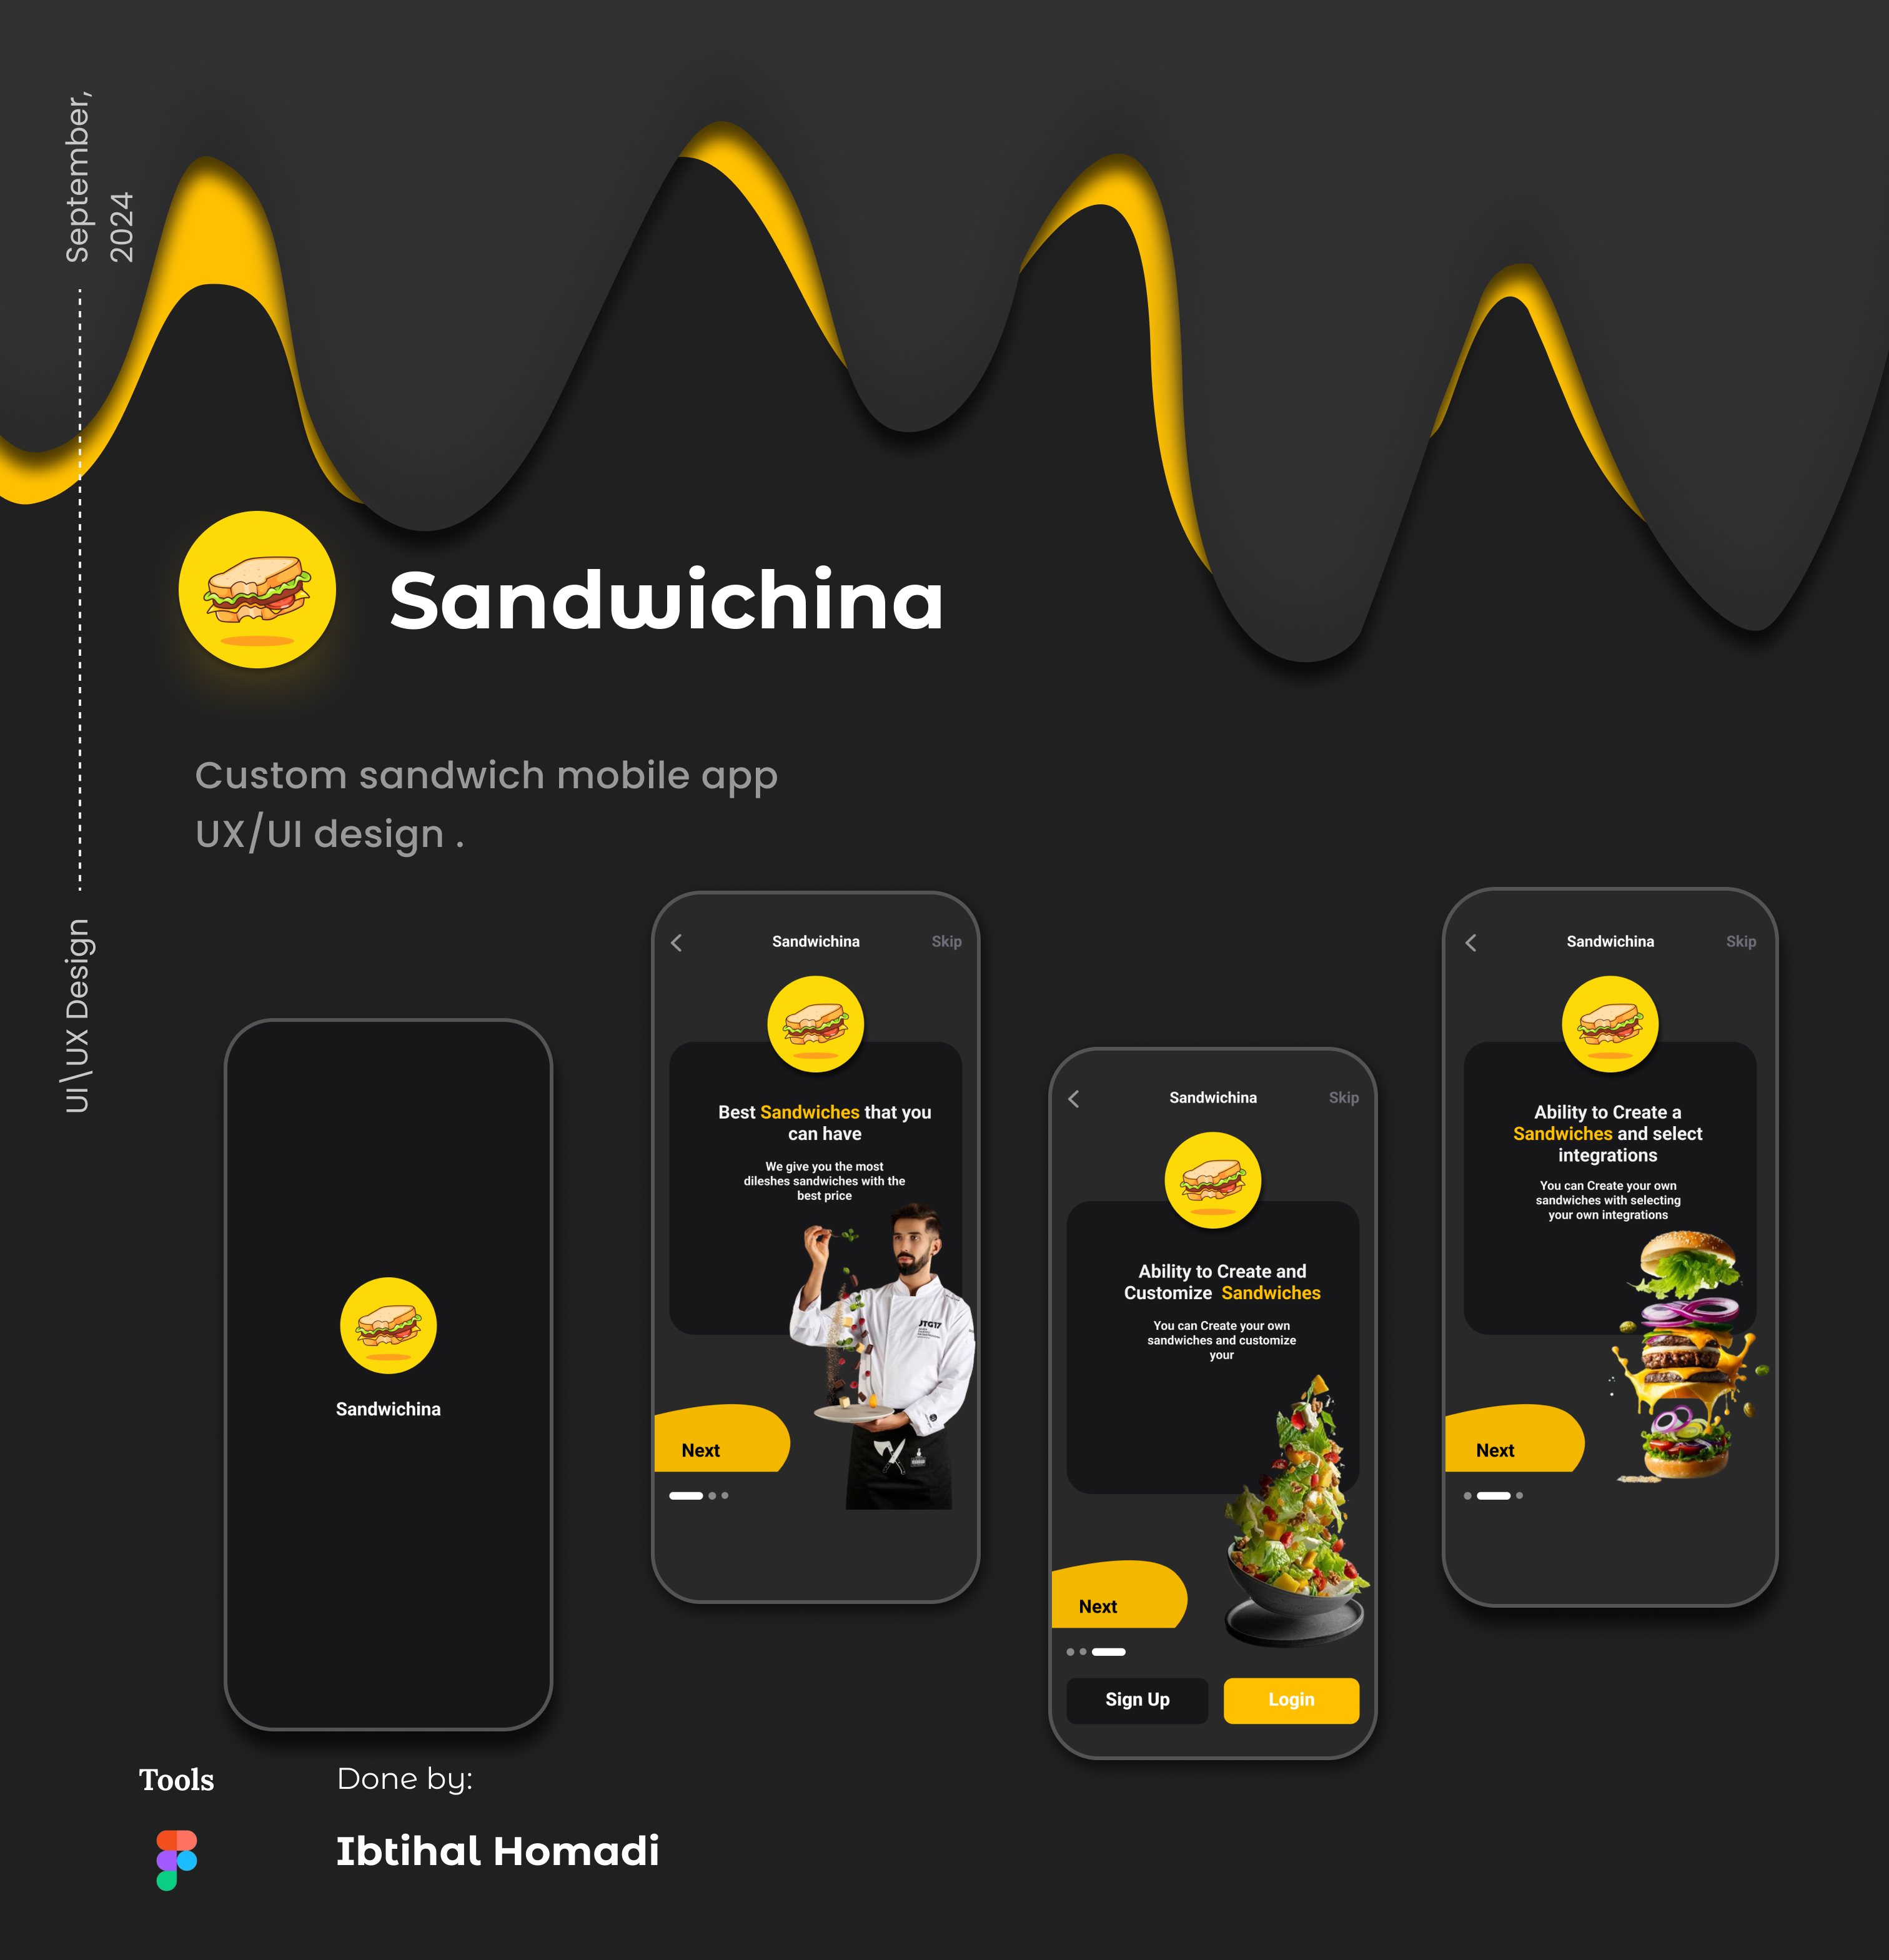 September,
2024
UI\UX Design
Sandwichina
Custom sandwich mobile app
UX/UI design .
Sandwichina
Sandwichina
Skip
Best Sandwiches that you
can have
We give you the most
dileshes sandwiches with the
best price
JTG17
Next
Sandwichina
Skip
Ability to Create and
Customize Sandwiches
You can Create your own
sandwiches and customize
your
Next
Sign Up
Login
Sandwichina
Skip
Ability to Create a
Sandwiches and select
integrations
You can Create your own
sandwiches with selecting
your own integrations
Next
Tools
Done by:
Ibtihal Homadi